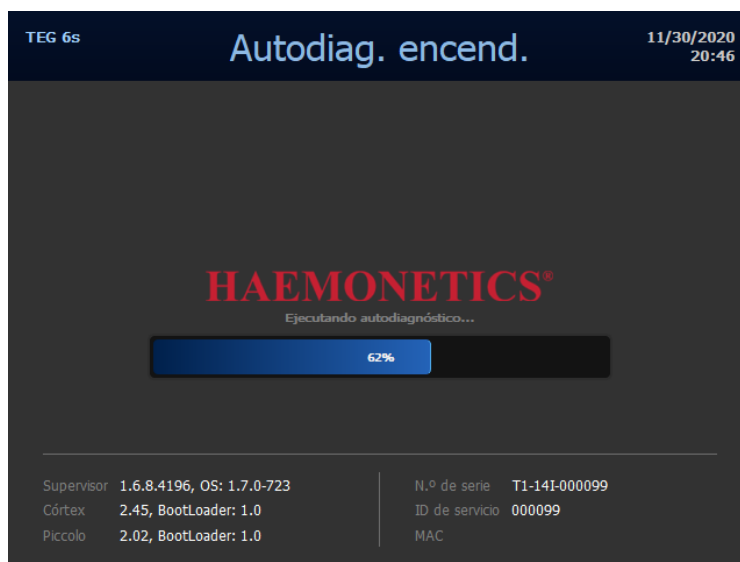 TEG 6s
Autodiag. encend.
11/30/2020
20:46
HAEMONETICS®
Ejecutando autodiagnóstico...
62%
Supervisor 1.6.8.4196, OS: 1.7.0-723
Córtex 2.45, BootLoader: 1.0
Piccolo 2.02, BootLoader: 1.0
N.º de serie T1-14I-000099
ID de servicio 000099
MAC